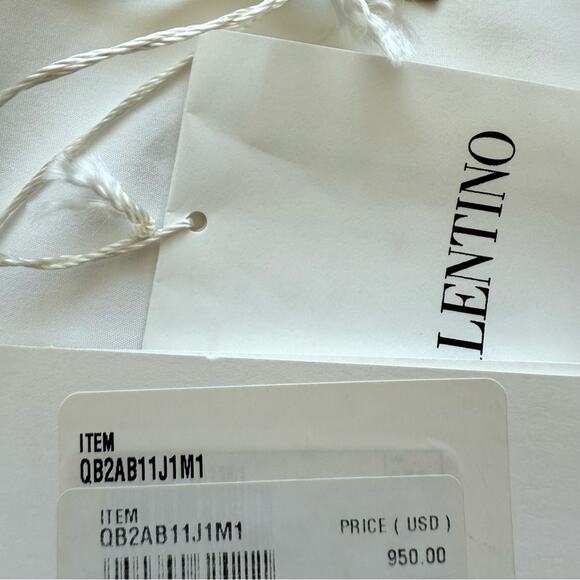 LENTINO
ITEM
QB2AB11J1M1
ITEM
QB2AB11J1M1
PRICE ( USD )
950.00